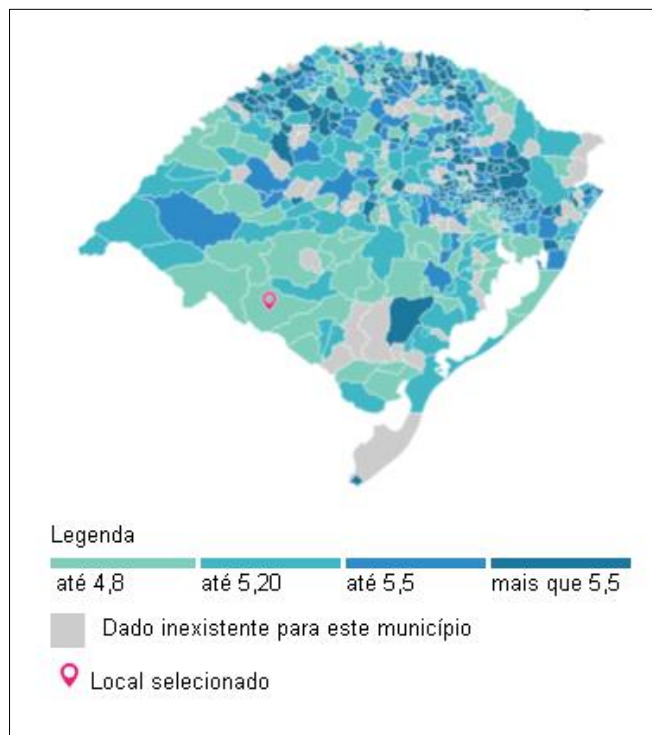 Legenda
até 4,8 até 5,20 até 5,5 mais que 5,5
Dado inexistente para este município
Local selecionado